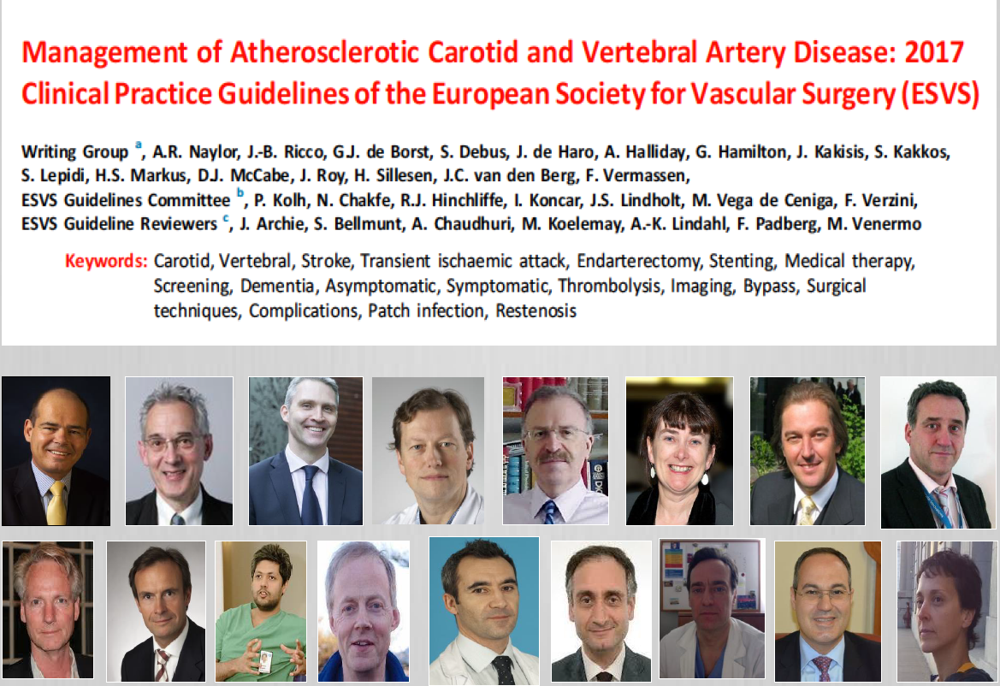 Management of Atherosclerotic Carotid and Vertebral Artery Disease: 2017
Clinical Practice Guidelines of the European Society for Vascular Surgery (ESVS)
Writing Group a, A.R. Naylor, J.-B. Ricco, G.J. de Borst, S. Debus, J. de Haro, A. Halliday, G. Hamilton, J. Kakisis, S. Kakkos,
S. Lepidi, H.S. Markus, D.J. McCabe, J. Roy, H. Sillesen, J.C. van den Berg, F. Vermassen,
ESVS Guidelines Committee b, P. Kolh, N. Chakfe, R.J. Hinchliffe, I. Koncar, J.S. Lindholt, M. Vega de Ceniga, F. Verzini,
ESVS Guideline Reviewers c, J. Archie, S. Bellmunt, A. Chaudhuri, M. Koelemay, A.-K. Lindahl, F. Padberg, M. Venermo
Keywords: Carotid, Vertebral, Stroke, Transient ischaemic attack, Endarterectomy, Stenting, Medical therapy,
Screening, Dementia, Asymptomatic, Symptomatic, Thrombolysis, Imaging, Bypass, Surgical
techniques, Complications, Patch infection, Restenosis